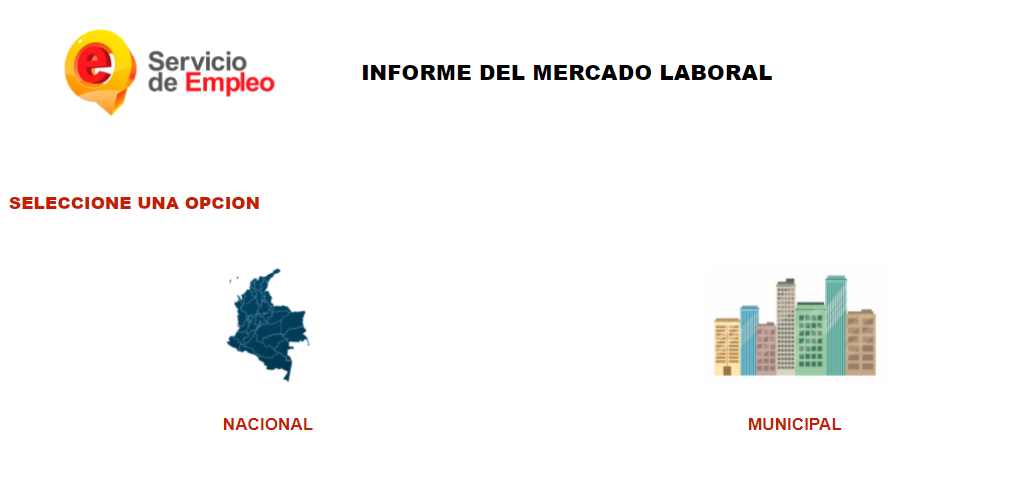 e
Servicio
de Empleo
INFORME DEL MERCADO LABORAL
SELECCIONE UNA OPCION
NACIONAL
MUNICIPAL